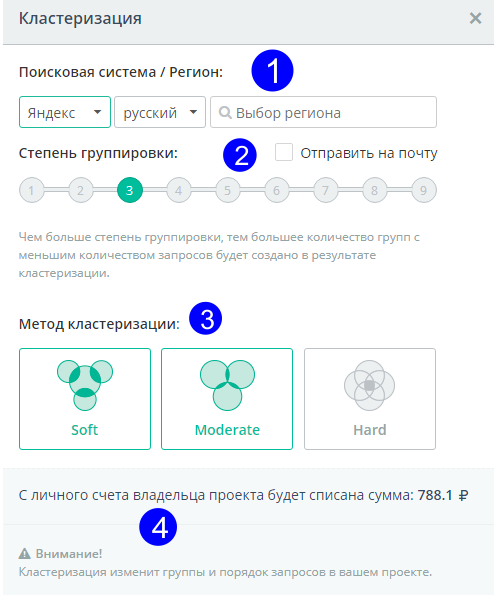 Кластеризация ×
Поисковая система / Регион: 1
Яндекс русский Выбор региона
Степень группировки: 2 Отправить на почту
1 2 3 4 5 6 7 8 9
Чем больше степень группировки, тем большее количество групп с
меньшим количеством запросов будет создано в результате
кластеризации.
Метод кластеризации: 3
Soft Moderate Hard
С личного счета владельца проекта будет списана сумма: 788.1 ₽
4
Внимание!
Кластеризация изменит группы и порядок запросов в вашем проекте.